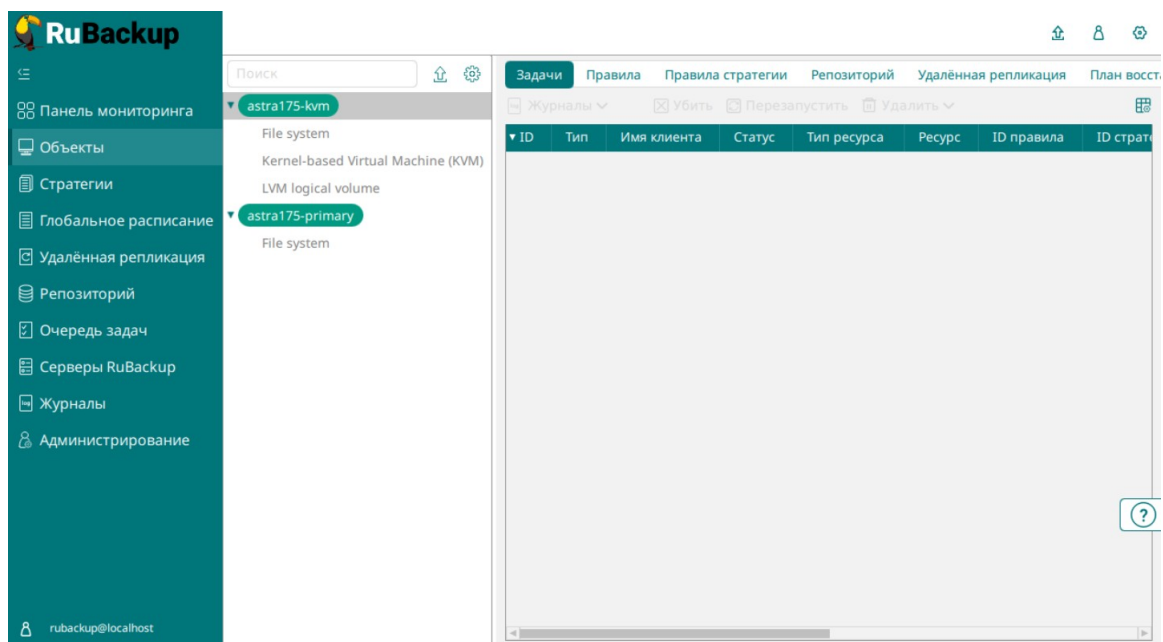 RuBackup
Панель мониторинга
Объекты
Стратегии
Глобальное расписание
Удалённая репликация
Репозиторий
Очередь задач
Серверы RuBackup
Журналы
Администрирование
rubackup@localhost
Поиск
astra175-kvm
File system
Kernel-based Virtual Machine (KVM)
LVM logical volume
astra175-primary
File system
Задачи Правила Правила стратегии Репозиторий Удалённая репликация План восст
Журналы Убить Перезапустить Удалить
ID Тип Имя клиента Статус Тип ресурса Ресурс ID правила ID страте
?